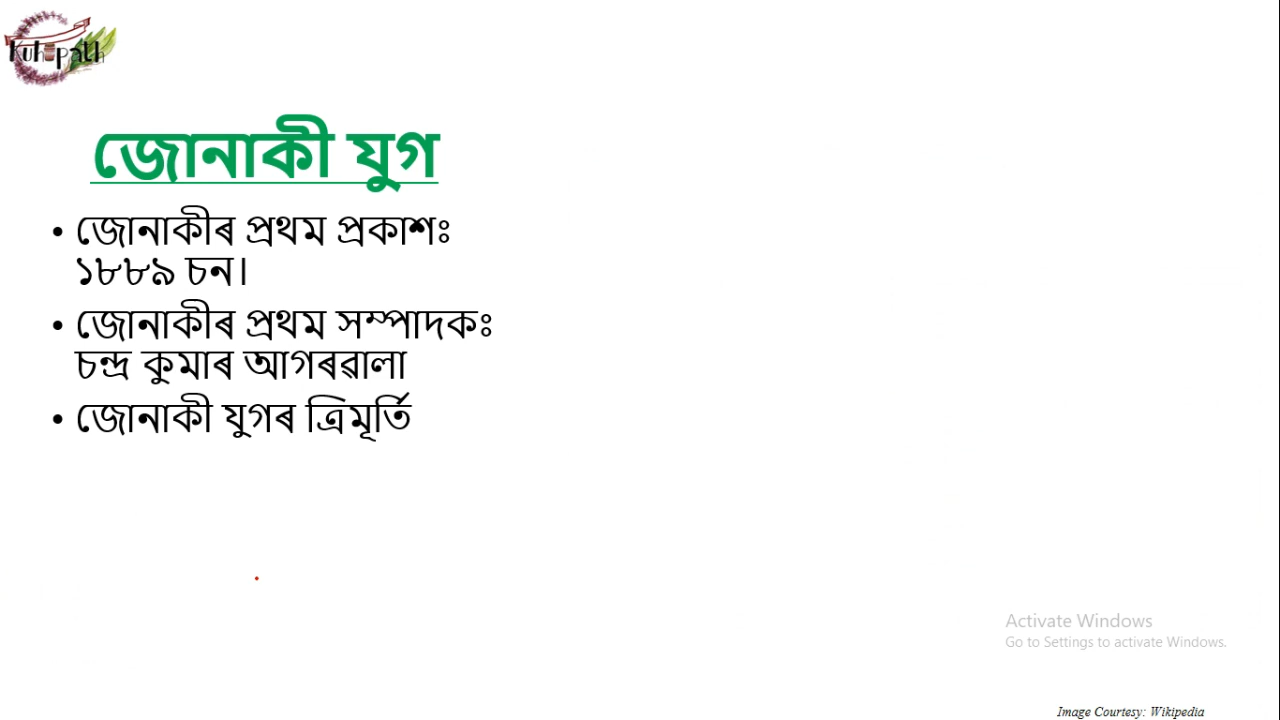 Kuhipath
জোনাকী যুগ
• জোনাকীৰ প্ৰথম প্ৰকাশঃ
১৮৮৯ চন।
• জোনাকীৰ প্ৰথম সম্পাদকঃ
চন্দ্ৰ কুমাৰ আগৰৱালা
• জোনাকী যুগৰ ত্ৰিমূৰ্তি
Activate Windows
Go to Settings to activate Windows.
Image Courtesy: Wikipedia